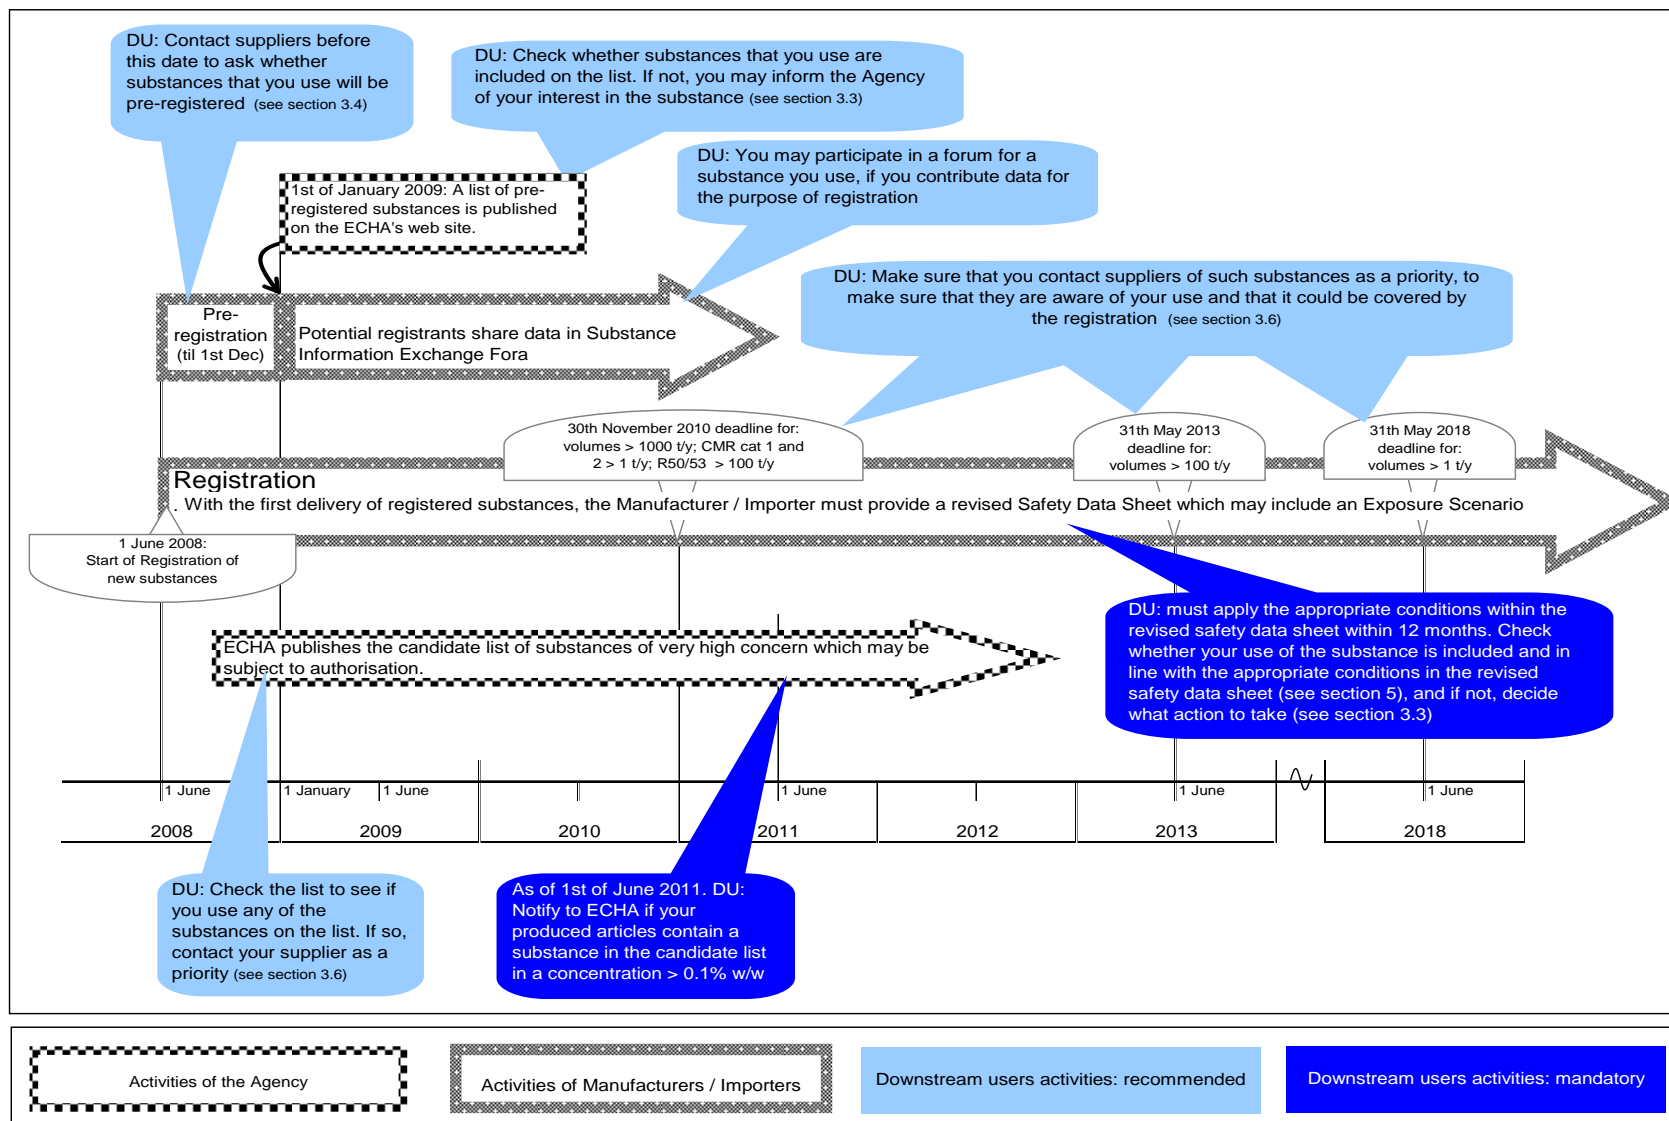 DU: Contact suppliers before
this date to ask whether
substances that you use will be
pre-registered (see section 3.4)
DU: Check whether substances that you use are
included on the list. If not, you may inform the Agency
of your interest in the substance (see section 3.3)
DU: You may participate in a forum for a
substance you use, if you contribute data for
the purpose of registration
1st of January 2009: A list of pre-
registered substances is published
on the ECHA's web site.
DU: Make sure that you contact suppliers of such substances as a priority, to
make sure that they are aware of your use and that it could be covered by
the registration (see section 3.6)
Pre-
registration
(til 1st Dec)
Potential registrants share data in Substance
Information Exchange Fora
30th November 2010 deadline for:
volumes > 1000 t/y; CMR cat 1 and
2 > 1 t/y; R50/53 > 100 t/y
31th May 2013
deadline for:
volumes > 100 t/y
31th May 2018
deadline for:
volumes > 1 t/y
Registration
. With the first delivery of registered substances, the Manufacturer / Importer must provide a revised Safety Data Sheet which may include an Exposure Scenario
1 June 2008:
Start of Registration of
new substances
DU: must apply the appropriate conditions within the
revised safety data sheet within 12 months. Check
whether your use of the substance is included and in
line with the appropriate conditions in the revised
safety data sheet (see section 5), and if not, decide
what action to take (see section 3.3)
ECHA publishes the candidate list of substances of very high concern which may be
subject to authorisation.
1 June
1 January
1 June
1 June
1 June
1 June
2008
2009
2010
2011
2012
2013
2018
DU: Check the list to see if
you use any of the
substances on the list. If so,
contact your supplier as a
priority (see section 3.6)
As of 1st of June 2011. DU:
Notify to ECHA if your
produced articles contain a
substance in the candidate list
in a concentration > 0.1% w/w
Activities of the Agency
Activities of Manufacturers / Importers
Downstream users activities: recommended
Downstream users activities: mandatory